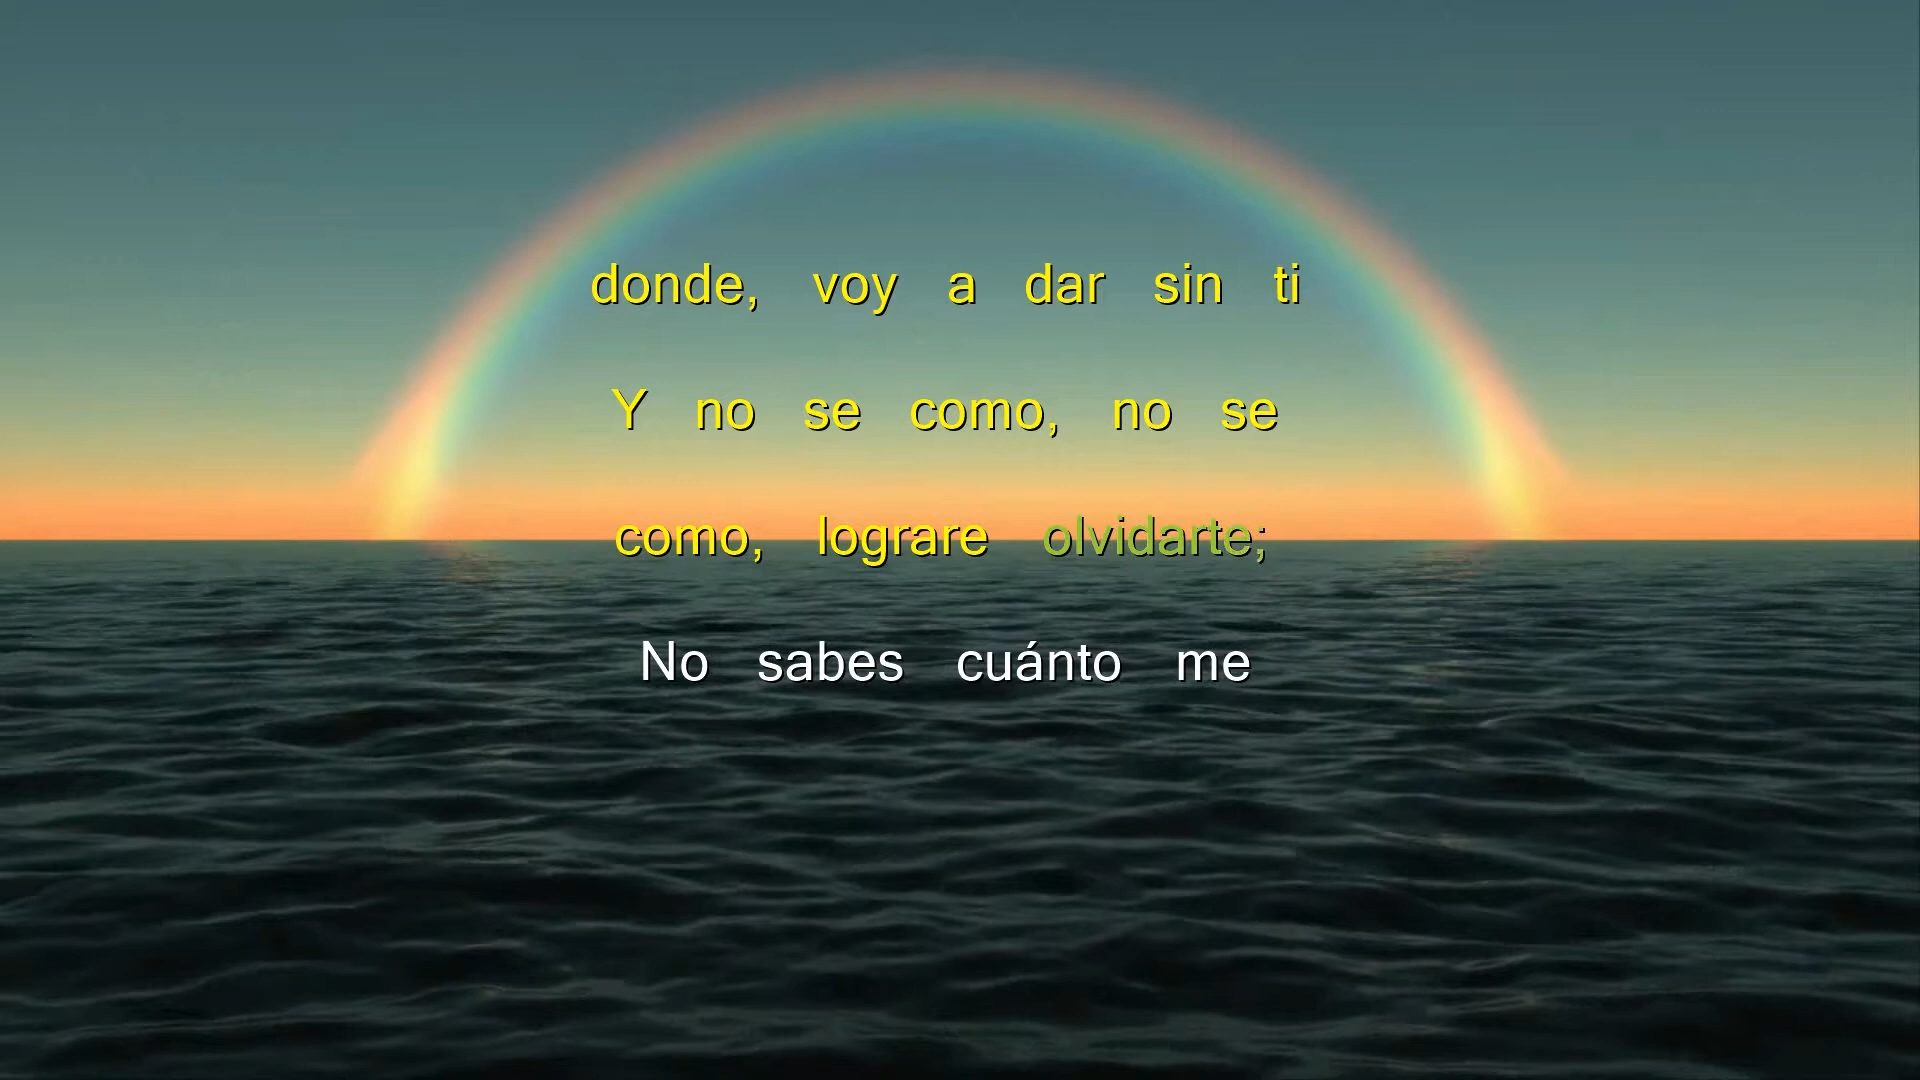 donde, voy a dar sin ti
Y no se como, no se
como, lograre olvidarte;
No sabes cuánto me